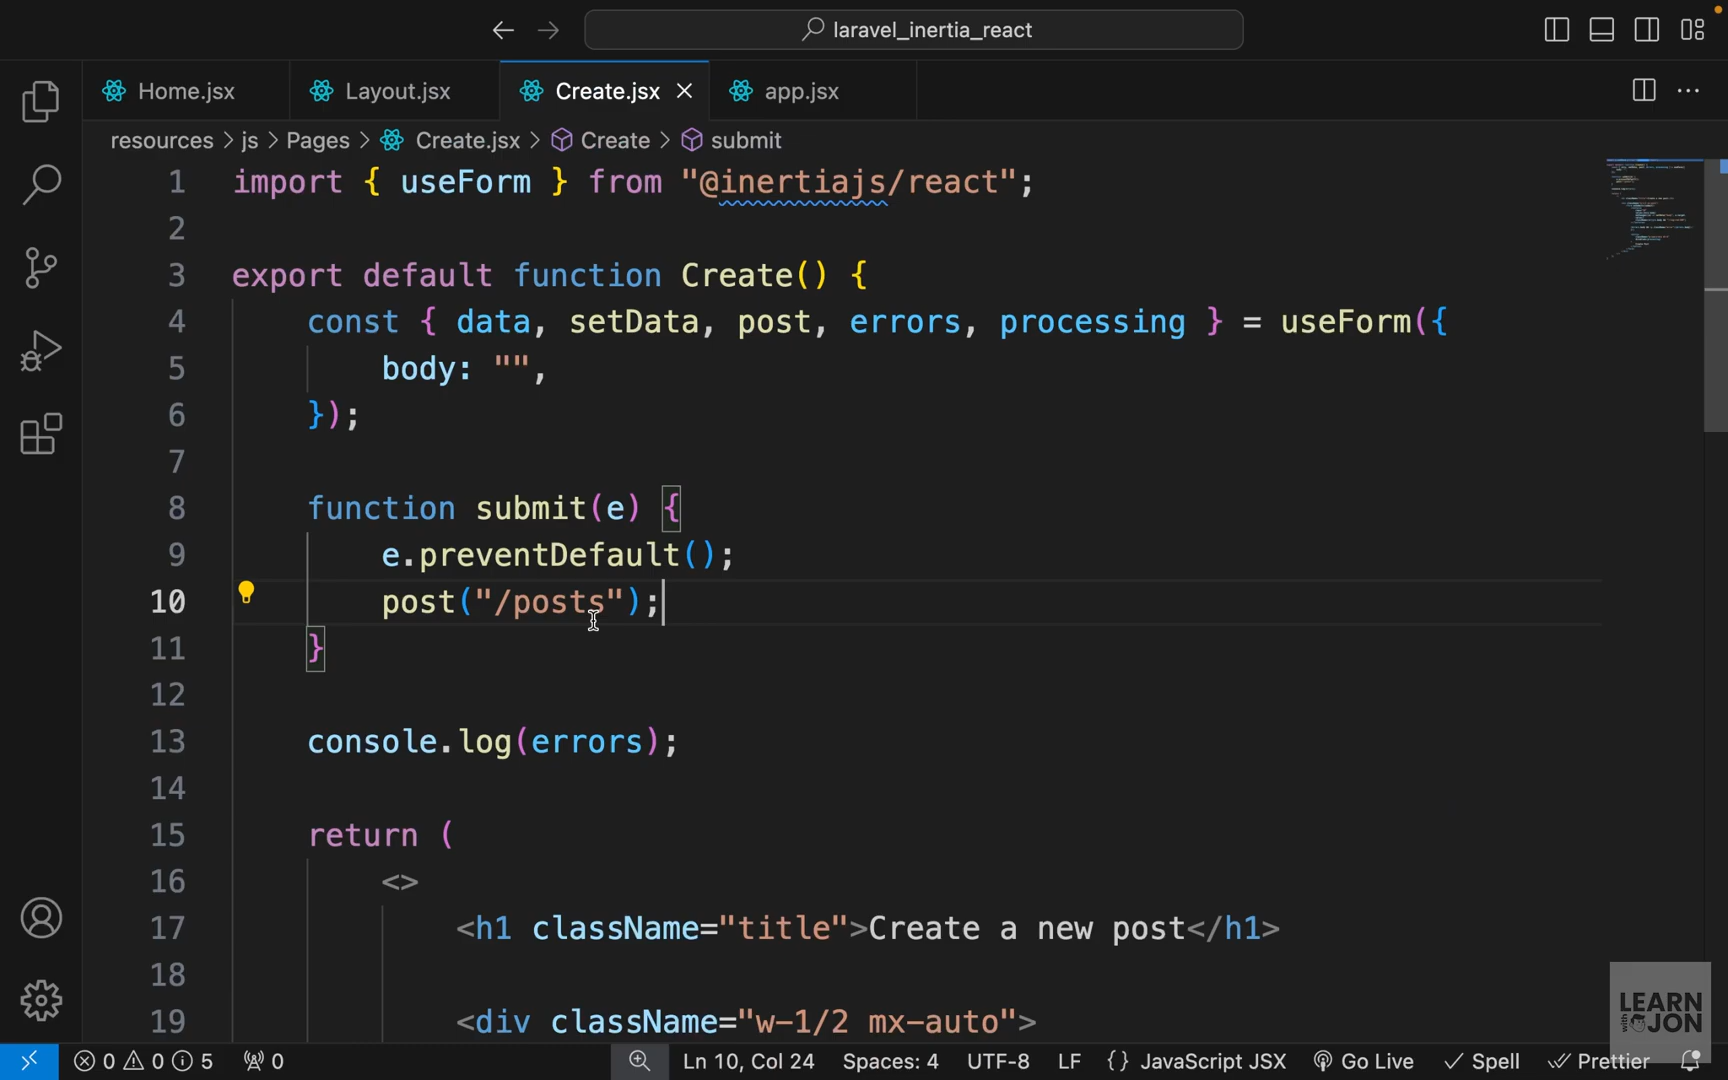 laravel_inertia_react
Home.jsx Layout.jsx Create.jsx app.jsx
resources > js > Pages > Create.jsx > Create > submit
1 import { useForm } from "@inertiajs/react";
2
3 export default function Create() {
4 const { data, setData, post, errors, processing } = useForm({
5 body: "",
6 });
7
8 function submit(e) {
9 e.preventDefault();
10 post("/posts");
11 }
12
13 console.log(errors);
14
15 return (
16 <>
17 <h1 className="title">Create a new post</h1>
18
19 <div className="w-1/2 mx-auto">
LEARN
with JON
0 0 5 0 Ln 10, Col 24 Spaces: 4 UTF-8 LF {} JavaScript JSX Go Live Spell Prettier